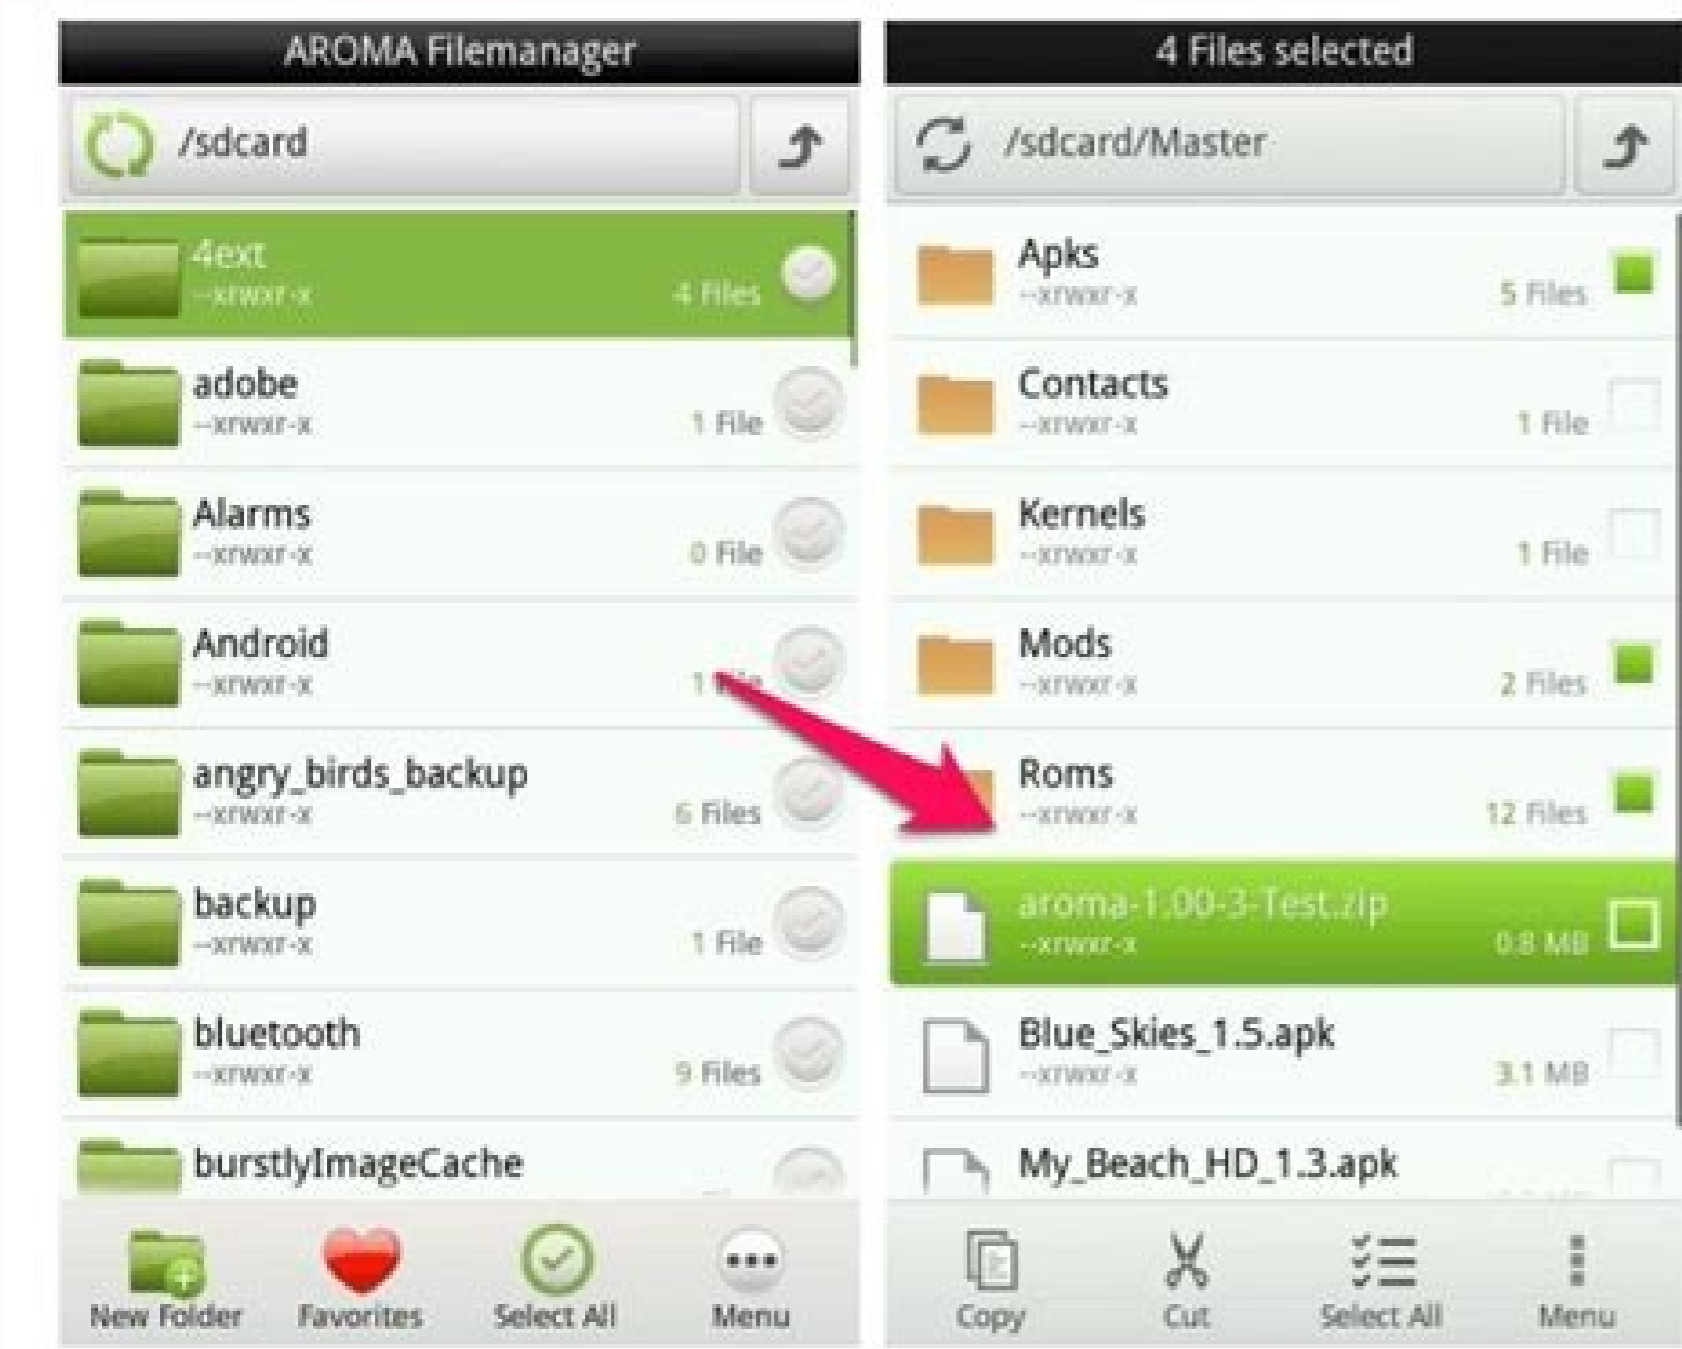 AROMA Filemanager
/sdcard
4ext
--xrwxr-x
4 Files
adobe
--xrwxr-x
1 File
Alarms
--xrwxr-x
0 File
Android
--xrwxr-x
1 File
angry_birds_backup
--xrwxr-x
6 Files
backup
--xrwxr-x
1 File
bluetooth
--xrwxr-x
9 Files
burstlyImageCache
New Folder
Favorites
Select All
Menu
4 Files selected
/sdcard/Master
Apks
--xrwxr-x
5 Files
Contacts
--xrwxr-x
1 File
Kernels
--xrwxr-x
1 File
Mods
--xrwxr-x
2 Files
Roms
--xrwxr-x
12 Files
aroma-1.00-3-Test.zip
--xrwxr-x
0.8 MB
Blue_Skies_1.5.apk
--xrwxr-x
3.1 MB
My_Beach_HD_1.3.apk
Copy
Cut
Select All
Menu